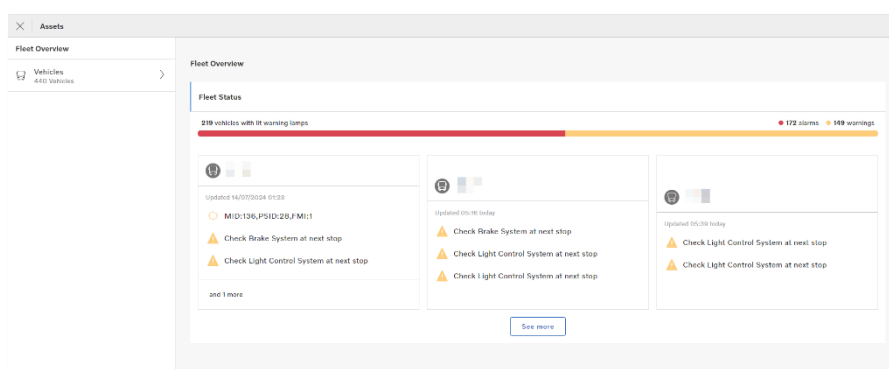 Assets
Fleet Overview
Vehicles
440 Vehicles
Fleet Overview
Fleet Status
219 vehicles with lit warning lamps
172 alarms 149 warnings
Updated 14/07/2024 01:23
MID:136,PSID:28,FMI:1
Check Brake System at next stop
Check Light Control System at next stop
and 1 more
Updated 05:16 today
Check Brake System at next stop
Check Light Control System at next stop
Check Light Control System at next stop
Updated 05:39 today
Check Light Control System at next stop
Check Light Control System at next stop
See more